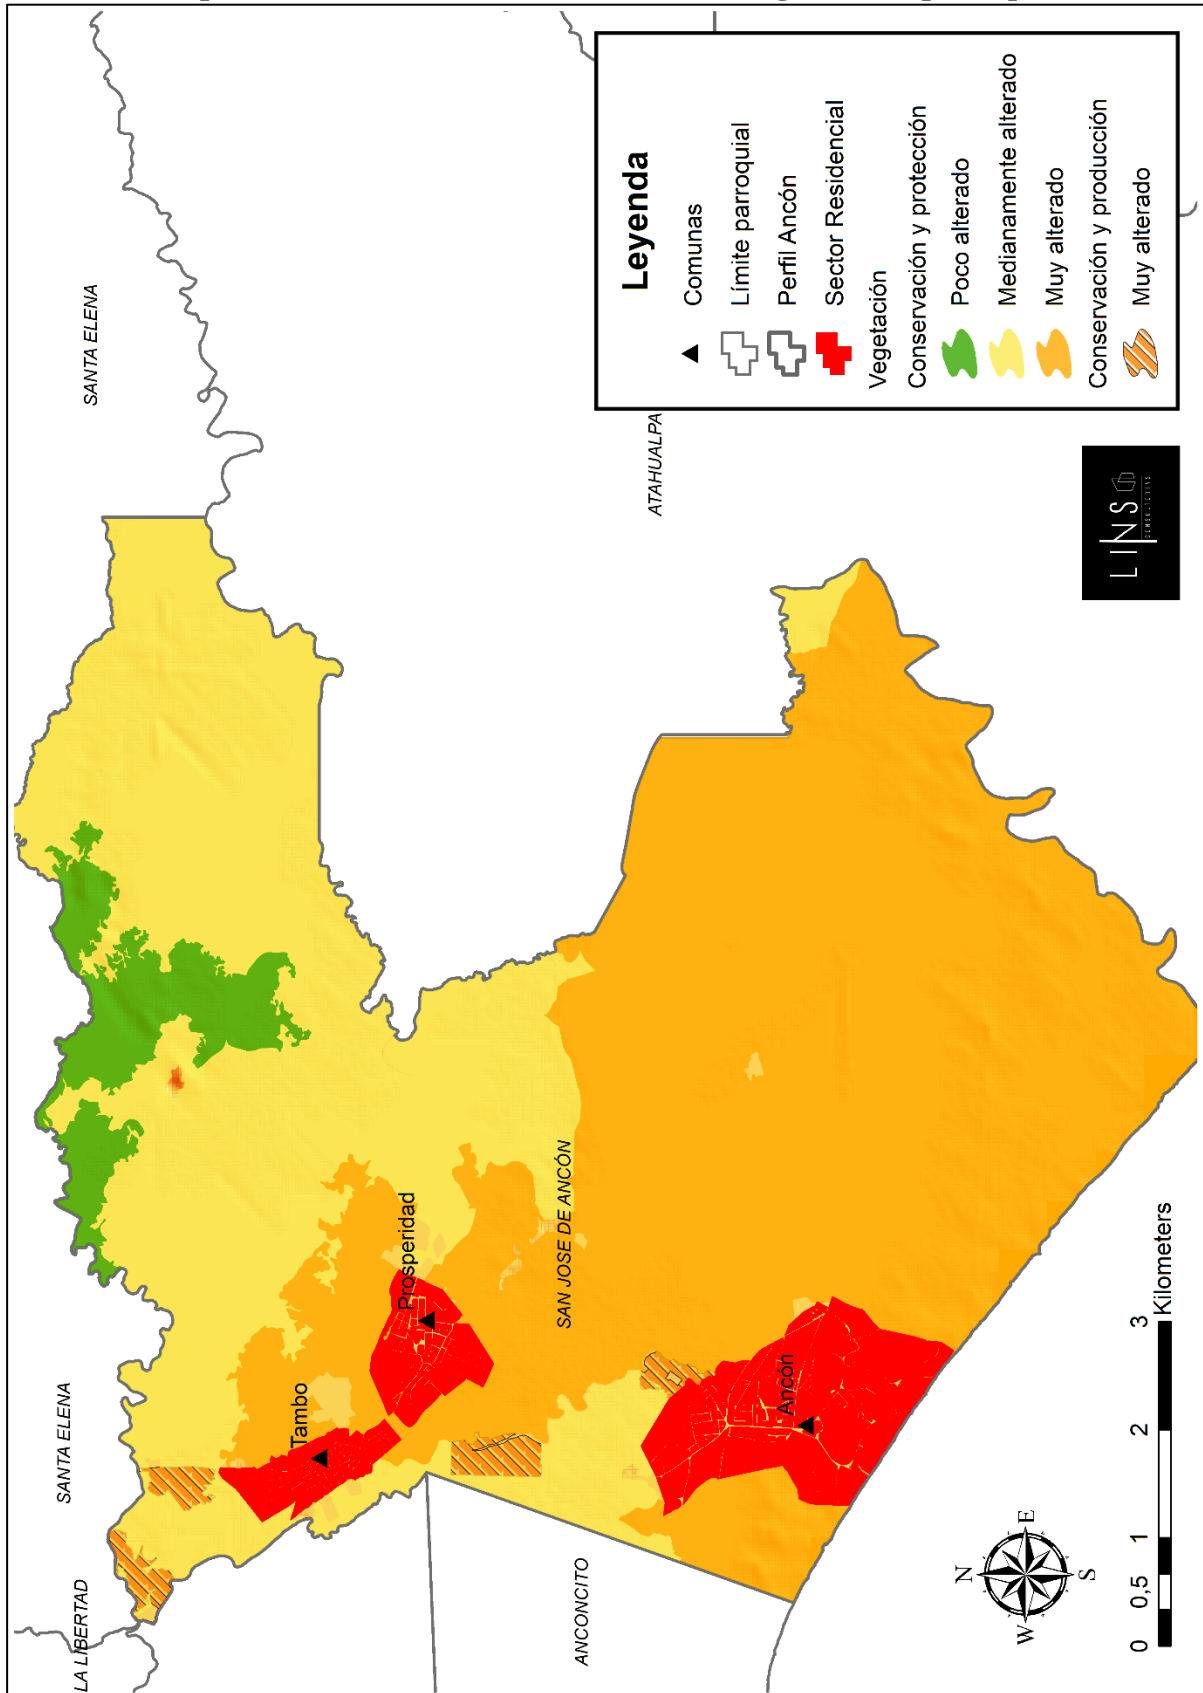 SANTA ELENA
SANTA ELENA
LA LIBERTAD
Tambo
Prosperidad
SAN JOSE DE ANCÓN
ANCONCITO
Ancón
ATAHUALPA
N
W
E
S
0 0,5 1 2 3
Kilometers
Leyenda
Comunas
Límite parroquial
Perfil Ancón
Sector Residencial
Vegetación
Conservación y protección
Poco alterado
Medianamente alterado
Muy alterado
Conservación y producción
Muy alterado
LINS